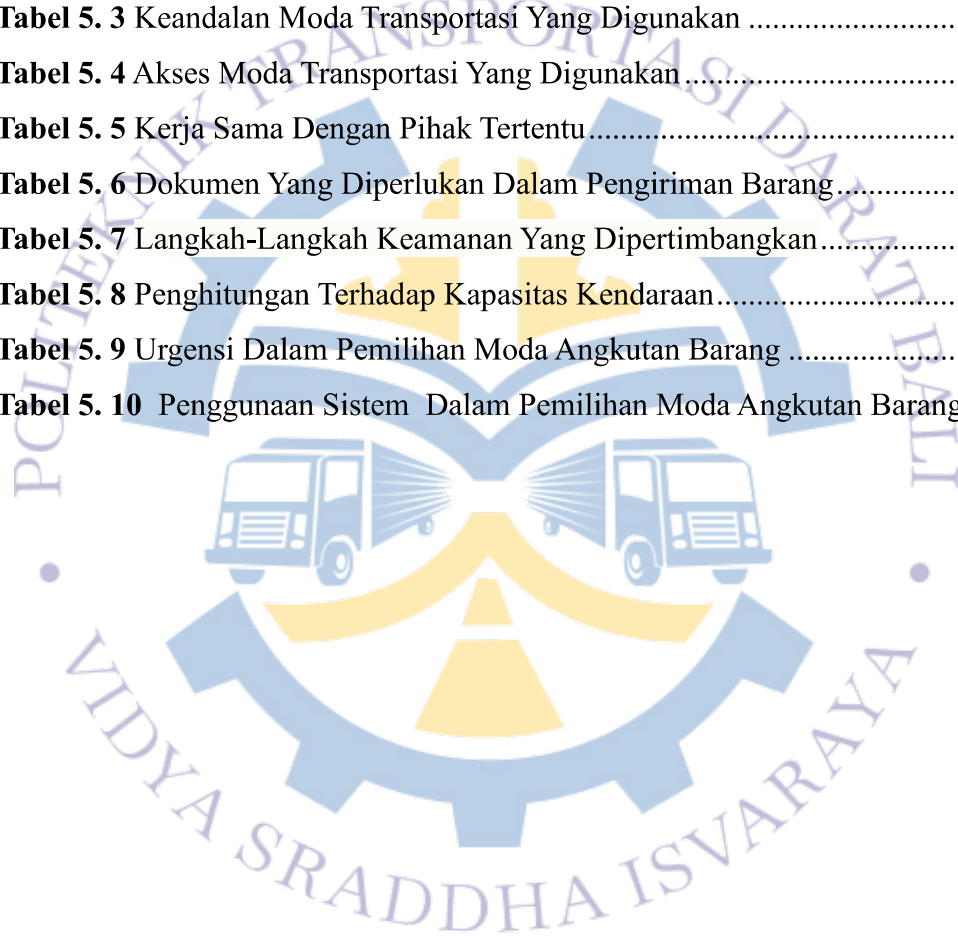 Tabel 5. 3 Keandalan Moda Transportasi Yang Digunakan ..........................
Tabel 5. 4 Akses Moda Transportasi Yang Digunakan..................................
Tabel 5. 5 Kerja Sama Dengan Pihak Tertentu..............................................
Tabel 5. 6 Dokumen Yang Diperlukan Dalam Pengiriman Barang...............
Tabel 5. 7 Langkah-Langkah Keamanan Yang Dipertimbangkan.................
Tabel 5. 8 Penghitungan Terhadap Kapasitas Kendaraan..............................
Tabel 5. 9 Urgensi Dalam Pemilihan Moda Angkutan Barang .....................
Tabel 5. 10 Penggunaan Sistem Dalam Pemilihan Moda Angkutan Barang
POLITEKNIK TRANSPORTASI DARAT BALI
VIDYA SRADDHA ISVARAYA